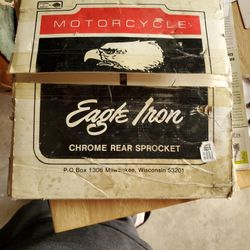 MOTORCYCLE
Eagle Iron
CHROME REAR SPROCKET
P.O. Box 1306 Milwaukee, Wisconsin 53201